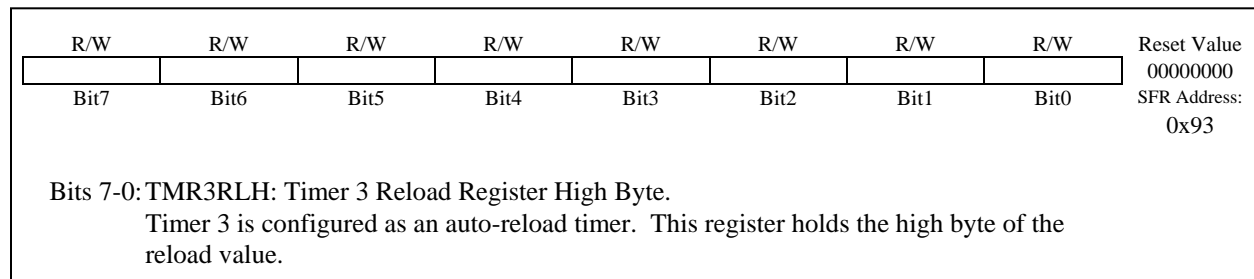 R/W R/W R/W R/W R/W R/W R/W R/W Reset Value
00000000
Bit7 Bit6 Bit5 Bit4 Bit3 Bit2 Bit1 Bit0 SFR Address:
0x93
Bits 7-0: TMR3RLH: Timer 3 Reload Register High Byte.
Timer 3 is configured as an auto-reload timer. This register holds the high byte of the
reload value.